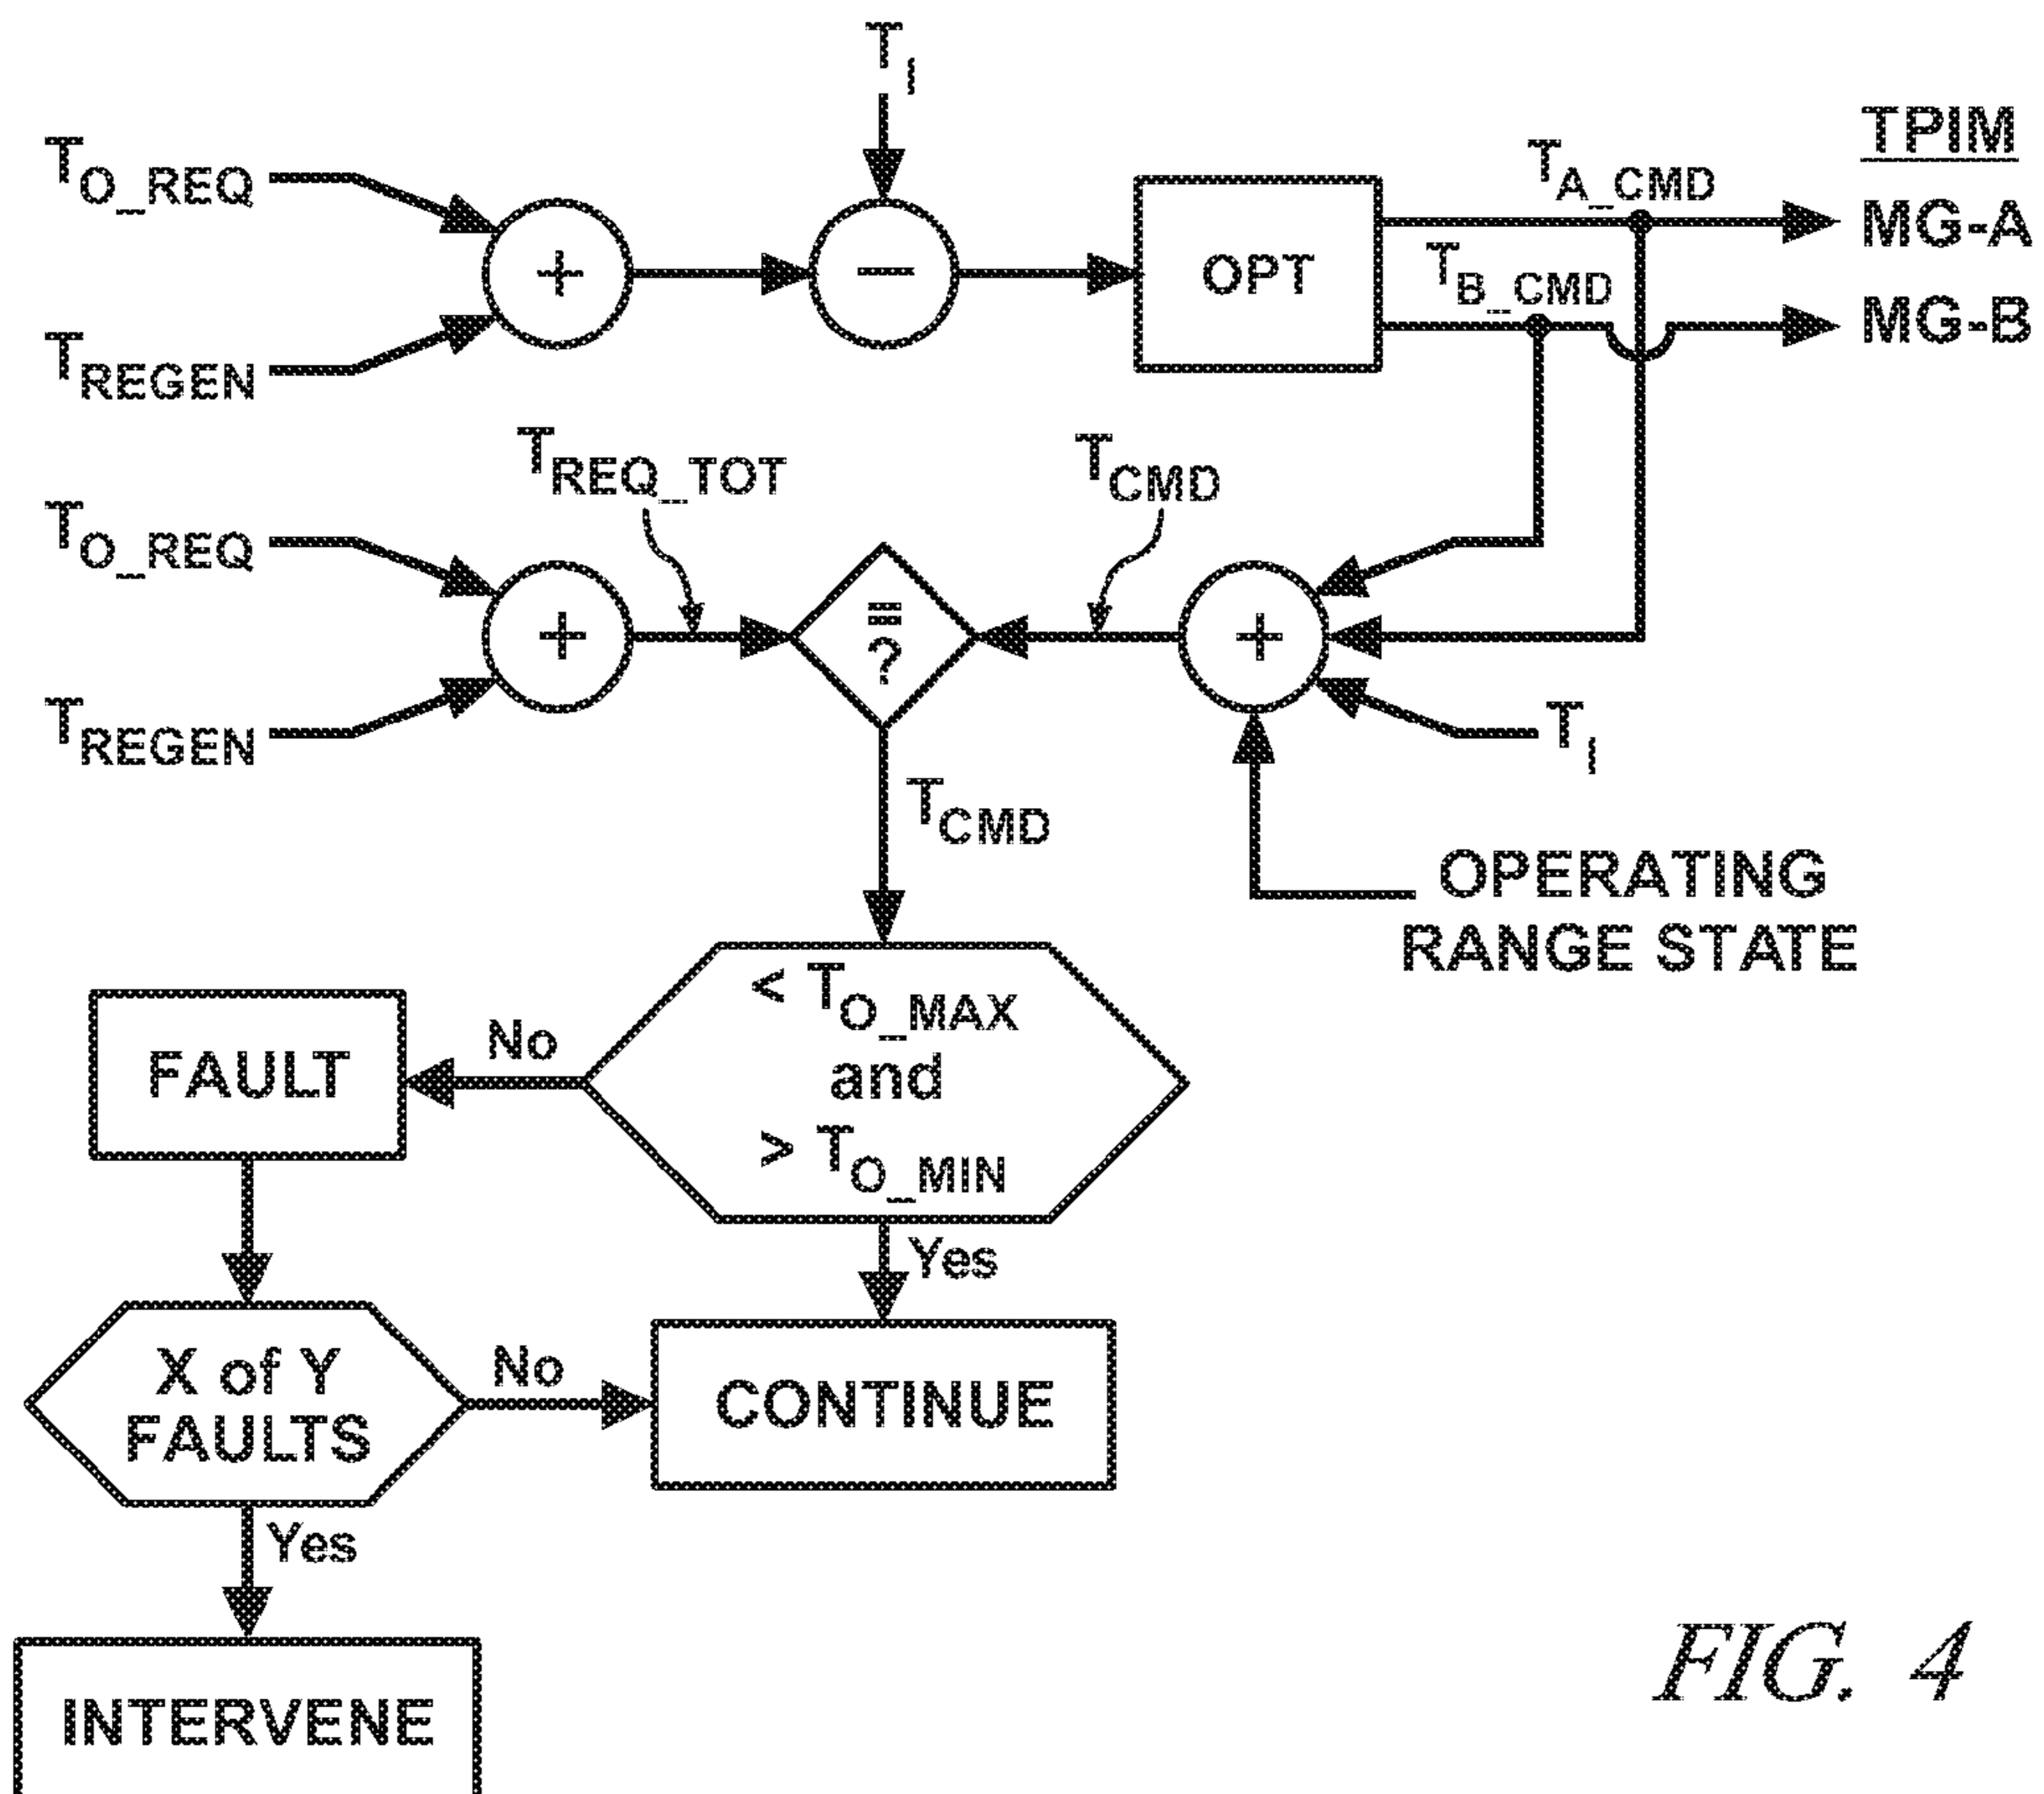 T_I
TPIM
T_O_REQ
T_A_CMD
MG-A
+
−
OPT
T_B_CMD
MG-B
T_REGEN
T_REQ_TOT
T_CMD
T_O_REQ
+
=
?
+
T_REGEN
T_I
T_CMD
OPERATING
RANGE STATE
< T_O_MAX
and
> T_O_MIN
No
FAULT
Yes
X of Y
FAULTS
No
CONTINUE
Yes
INTERVENE
FIG. 4